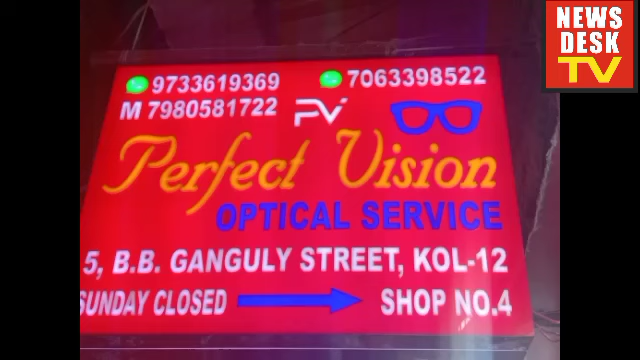 NEWS
DESK
TV
9733619369 7063398522
M 7980581722 PV
Perfect Vision
OPTICAL SERVICE
5, B.B. GANGULY STREET, KOL-12
SUNDAY CLOSED SHOP NO.4